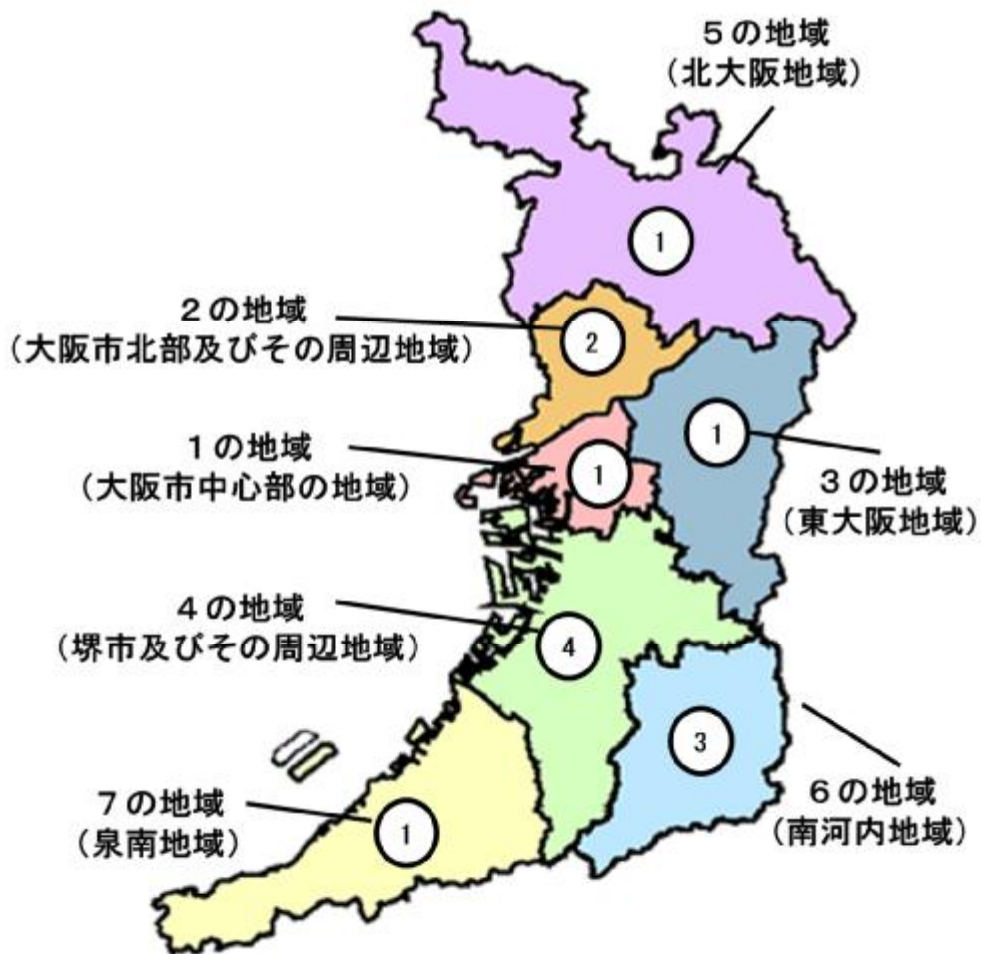 ５の地域
（北大阪地域）
1
２の地域
（大阪市北部及びその周辺地域）
2
１の地域
（大阪市中心部の地域）
1
1
３の地域
（東大阪地域）
４の地域
（堺市及びその周辺地域）
4
3
６の地域
（南河内地域）
７の地域
（泉南地域）
1